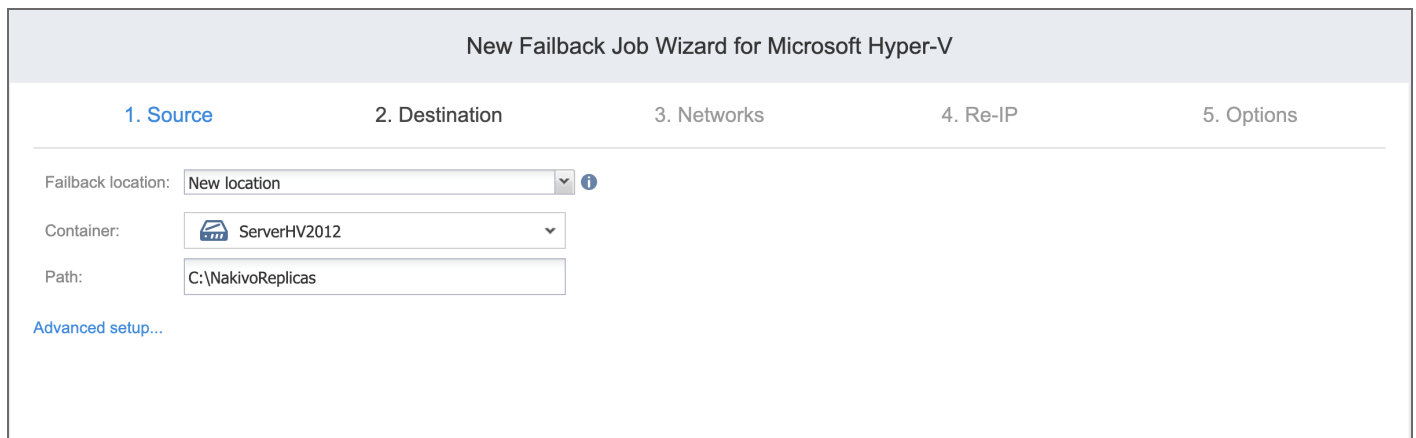 New Failback Job Wizard for Microsoft Hyper-V
1. Source 2. Destination 3. Networks 4. Re-IP 5. Options
Failback location: New location
Container: ServerHV2012
Path: C:\NakivoReplicas
Advanced setup...